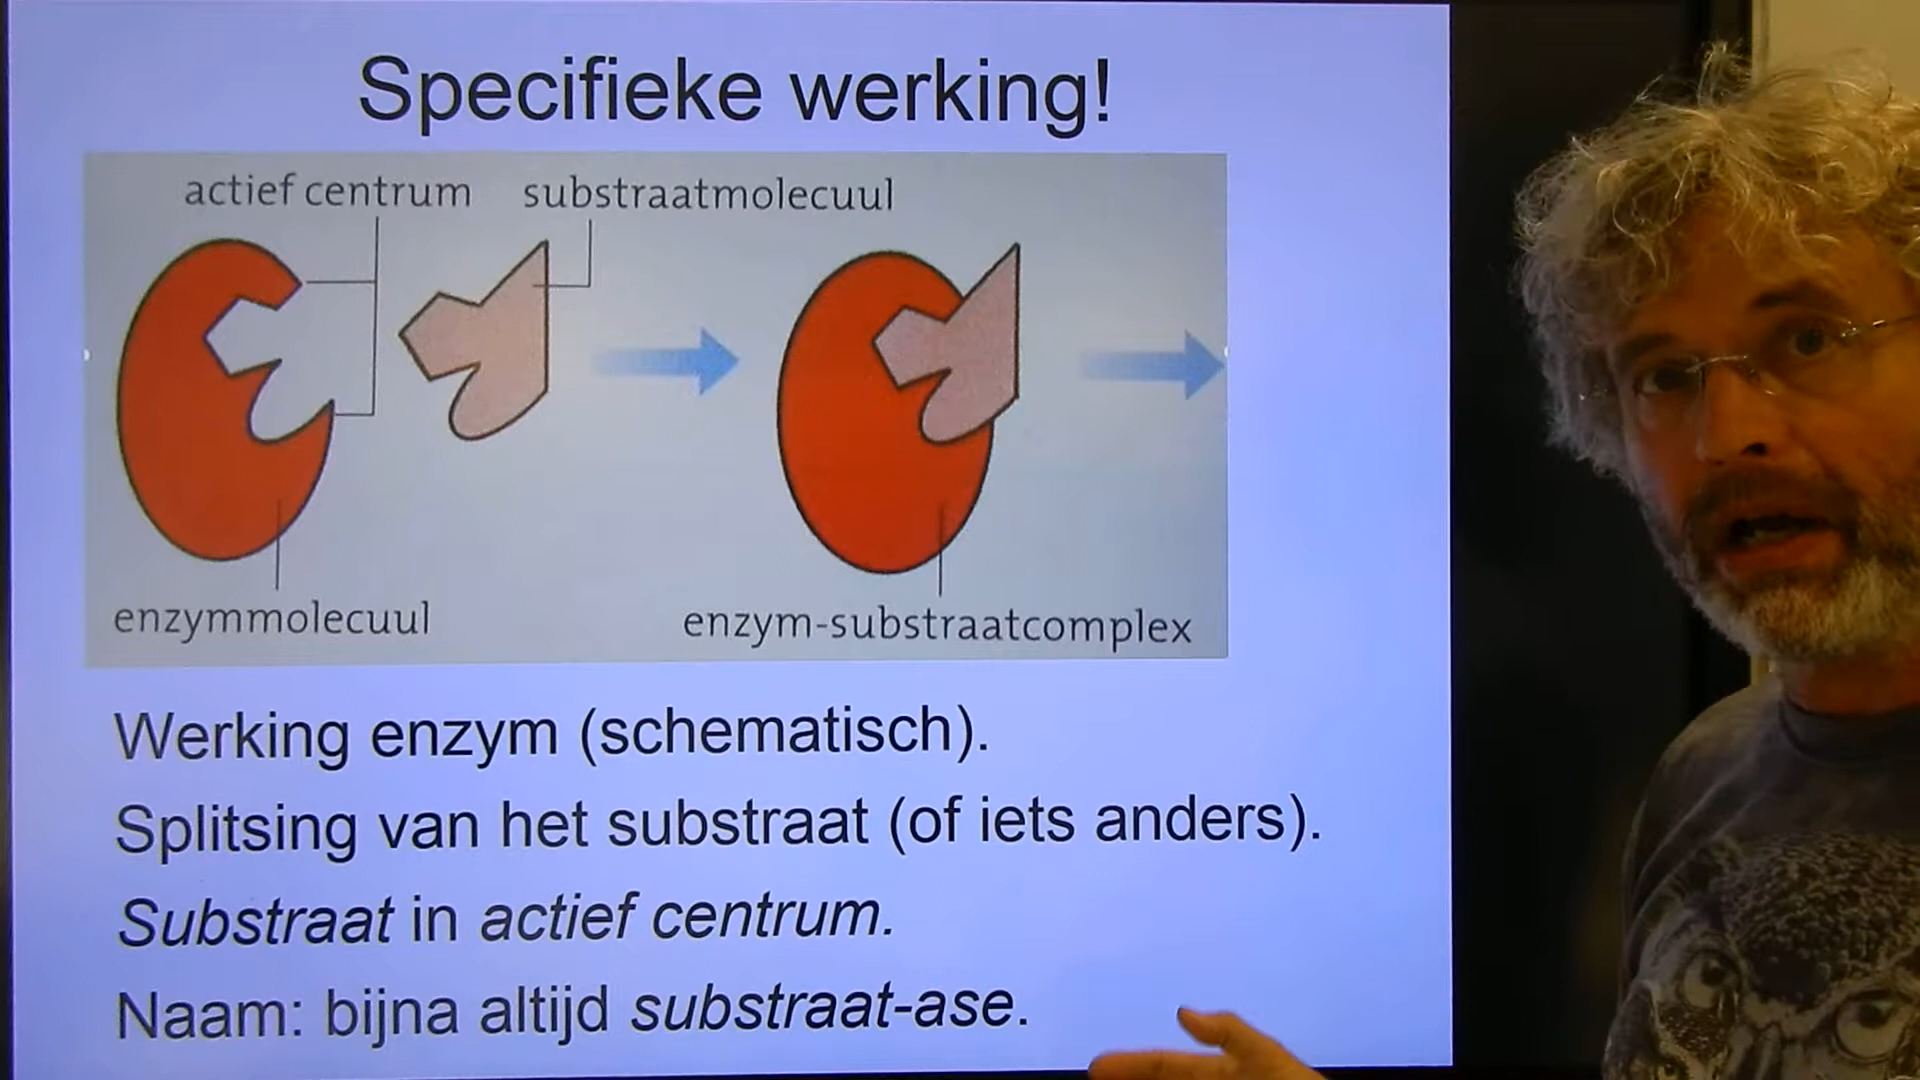 Specifieke werking!
actief centrum substraatmolecuul
enzymmolecuul enzym-substraatcomplex
Werking enzym (schematisch).
Splitsing van het substraat (of iets anders).
Substraat in actief centrum.
Naam: bijna altijd substraat-ase.